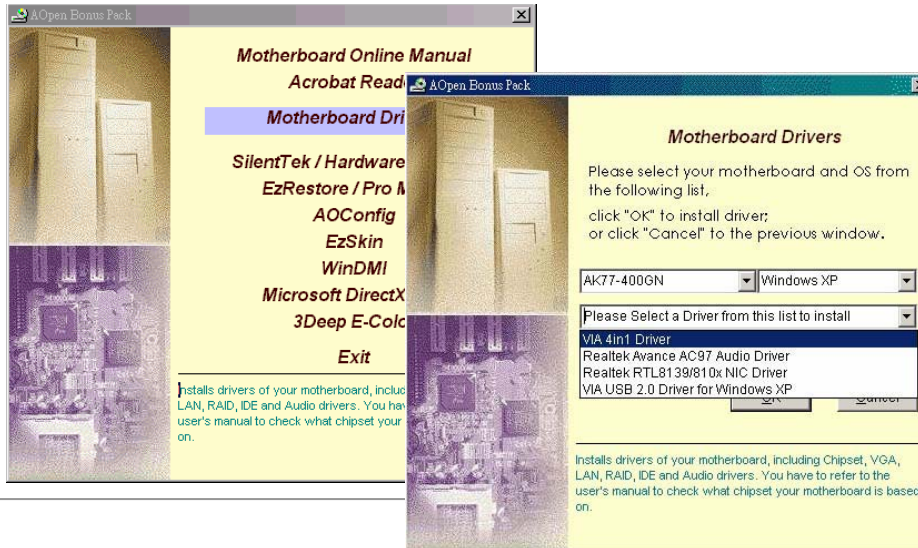 AOpen Bonus Pack
Motherboard Online Manual
Acrobat Reade
Motherboard Dri
SilentTek / Hardware
EzRestore / Pro M
AOConfig
EzSkin
WinDMI
Microsoft DirectX
3Deep E-Colo
Exit
Installs drivers of your motherboard, includ
LAN, RAID, IDE and Audio drivers. You hav
user's manual to check what chipset your
on.
AOpen Bonus Pack
Motherboard Drivers
Please select your motherboard and OS from
the following list,
click "OK" to install driver;
or click "Cancel" to the previous window.
AK77-400GN Windows XP
Please Select a Driver from this list to install
VIA 4in1 Driver
Realtek Avance AC97 Audio Driver
Realtek RTL8139/810x NIC Driver
VIA USB 2.0 Driver for Windows XP
OK Cancel
Installs drivers of your motherboard, including Chipset, VGA,
LAN, RAID, IDE and Audio drivers. You have to refer to the
user's manual to check what chipset your motherboard is based
on.